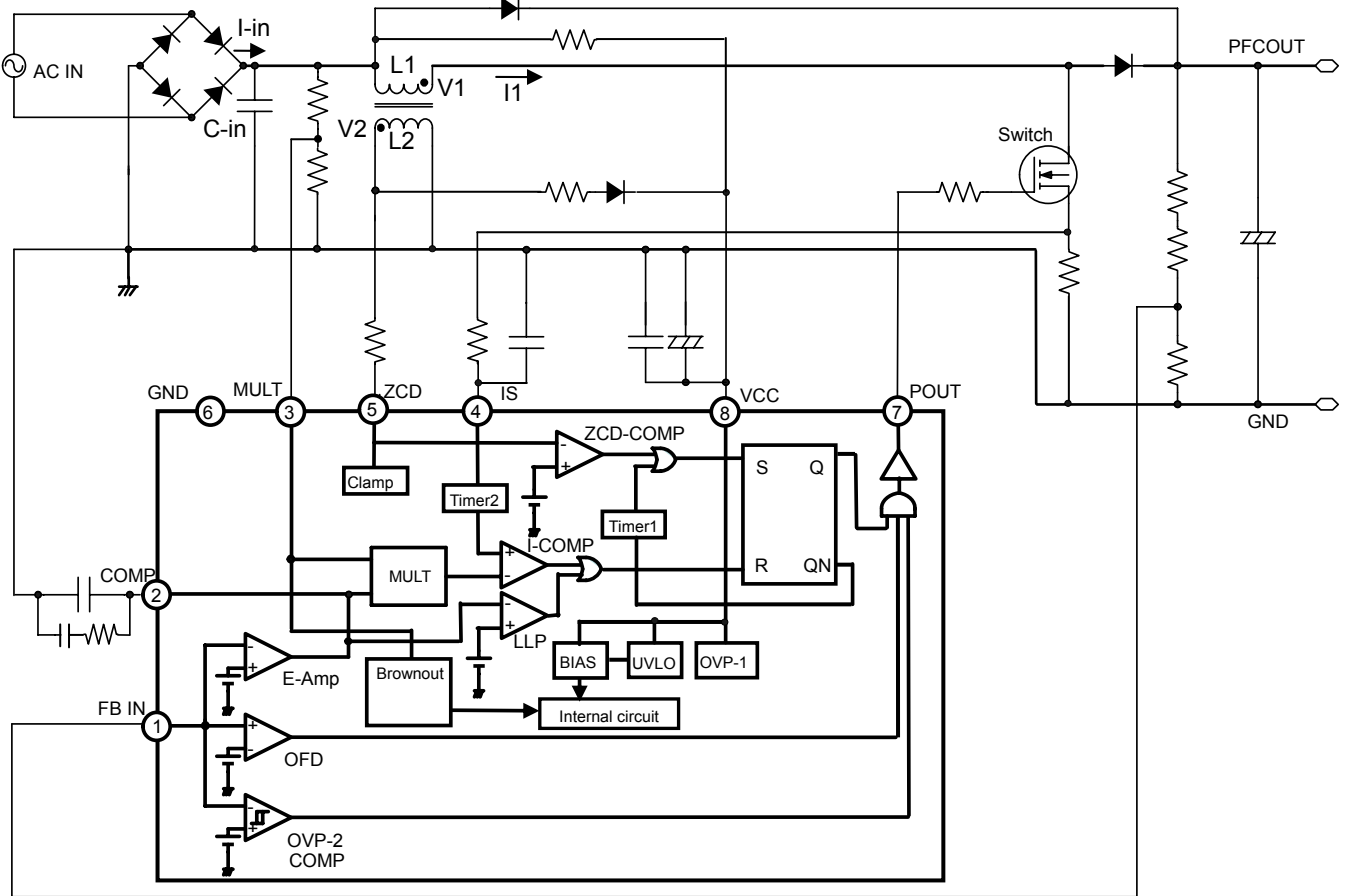 I-in
AC IN
C-in
L1
V1
I1
V2
L2
PFCOUT
Switch
GND
GND
6
MULT
3
ZCD
5
IS
4
VCC
8
POUT
7
ZCD-COMP
-
+
Clamp
Timer2
Timer1
S
Q
R
QN
I-COMP
+
-
MULT
COMP
2
-
+
LLP
BIAS
UVLO
OVP-1
Brownout
Internal circuit
-
+
E-Amp
FB IN
1
+
-
OFD
-
+
OVP-2
COMP